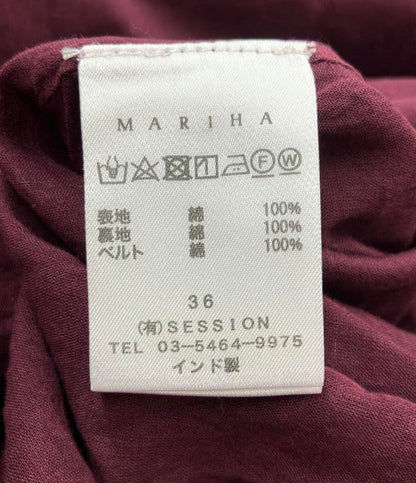 MARIHA
F W
表地 綿 100%
裏地 綿 100%
ベルト 綿 100%
36
(有)SESSION
TEL 03-5464-9975
インド製